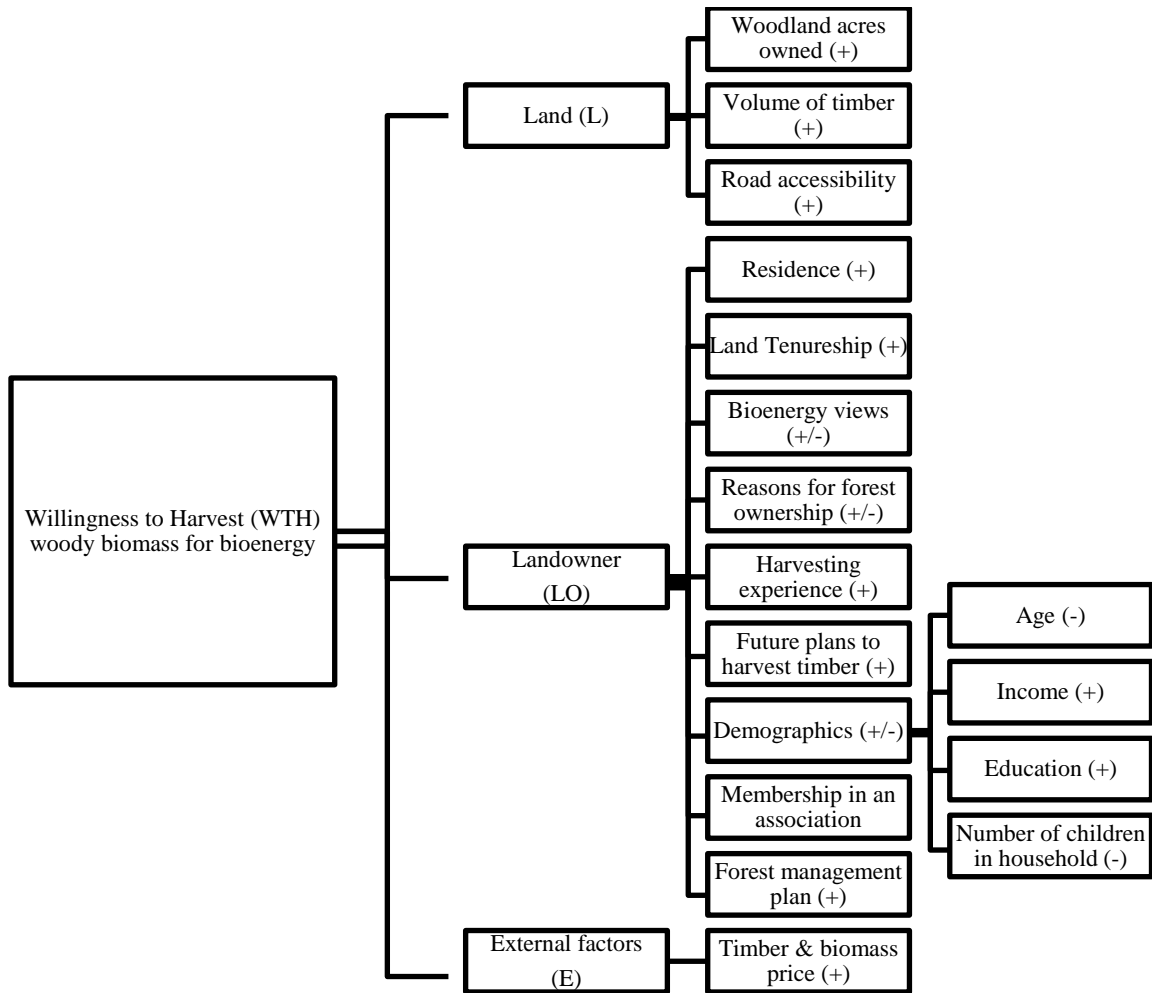 Woodland acres
owned (+)
Land (L)
Volume of timber
(+)
Road accessibility
(+)
Residence (+)
Land Tenureship (+)
Bioenergy views
(+/-)
Reasons for forest
ownership (+/-)
Willingness to Harvest (WTH)
woody biomass for bioenergy
Landowner
(LO)
Harvesting
experience (+)
Future plans to
harvest timber (+)
Demographics (+/-)
Age (-)
Income (+)
Education (+)
Number of children
in household (-)
Membership in an
association
Forest management
plan (+)
External factors
(E)
Timber & biomass
price (+)